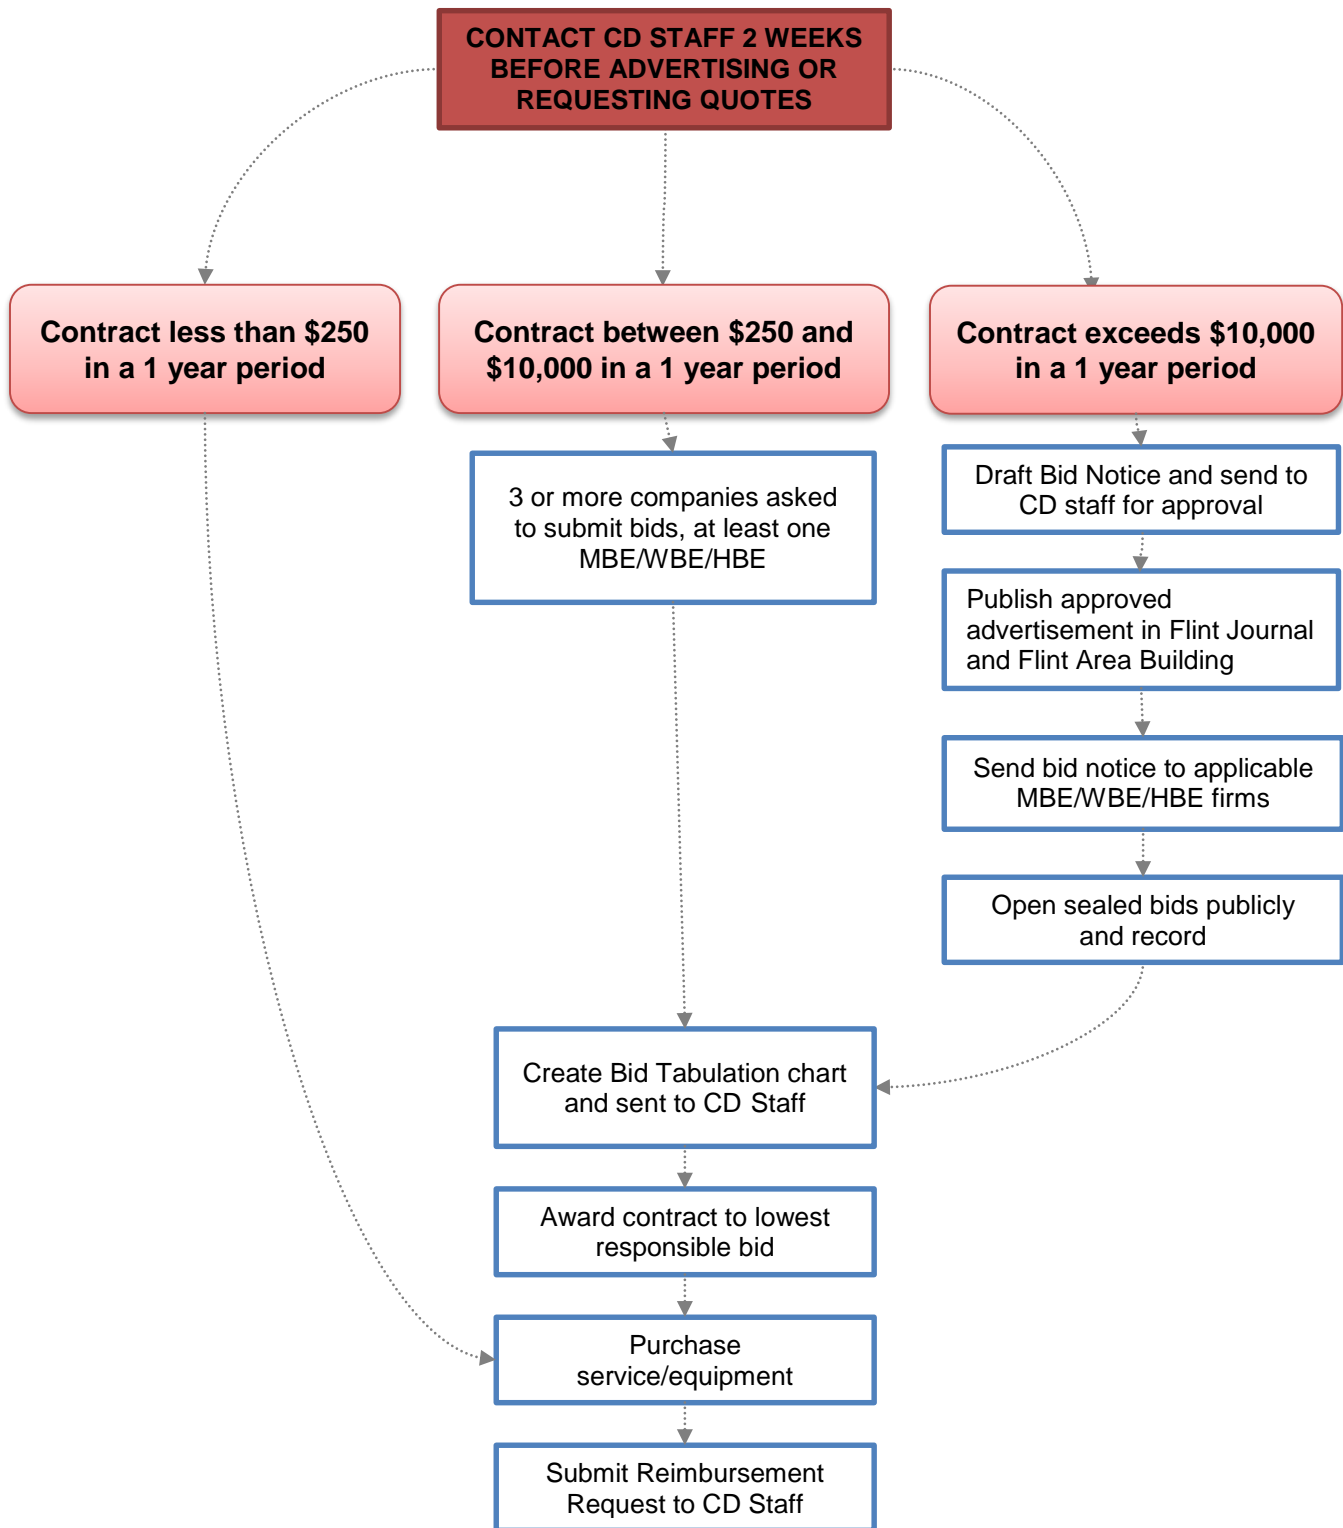 CONTACT CD STAFF 2 WEEKS
BEFORE ADVERTISING OR
REQUESTING QUOTES
Contract less than $250
in a 1 year period
Contract between $250 and
$10,000 in a 1 year period
Contract exceeds $10,000
in a 1 year period
3 or more companies asked
to submit bids, at least one
MBE/WBE/HBE
Draft Bid Notice and send to
CD staff for approval
Publish approved
advertisement in Flint Journal
and Flint Area Building
Send bid notice to applicable
MBE/WBE/HBE firms
Open sealed bids publicly
and record
Create Bid Tabulation chart
and sent to CD Staff
Award contract to lowest
responsible bid
Purchase
service/equipment
Submit Reimbursement
Request to CD Staff